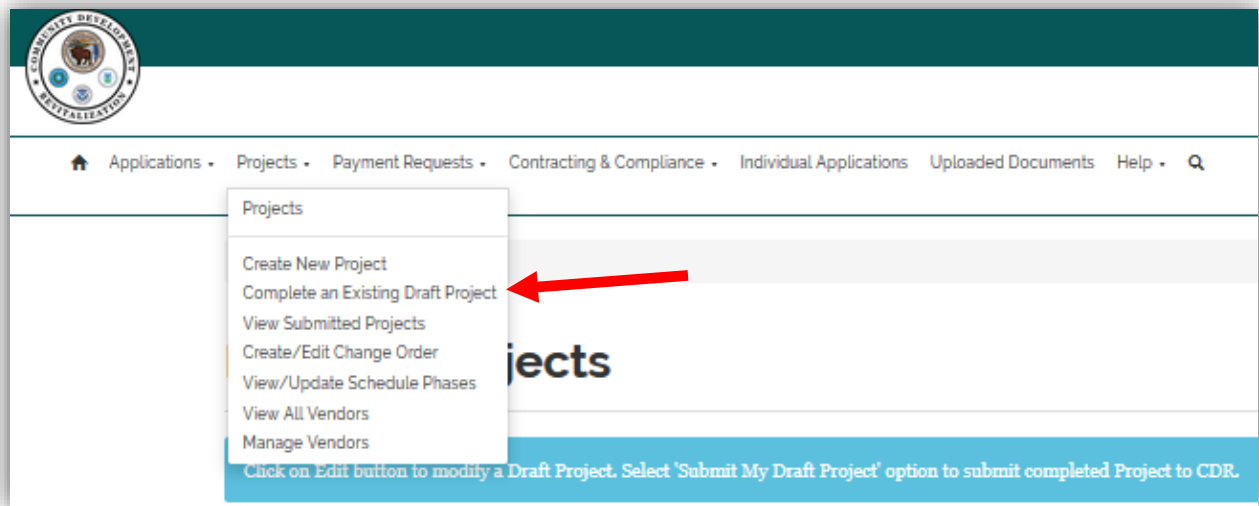 COMMUNITY DEVELOPMENT
REVITALIZATION
Applications Projects Payment Requests Contracting & Compliance Individual Applications Uploaded Documents Help
Projects
Create New Project
Complete an Existing Draft Project
View Submitted Projects
Create/Edit Change Order
jects
View/Update Schedule Phases
View All Vendors
Manage Vendors
Click on Edit button to modify a Draft Project. Select 'Submit My Draft Project' option to submit completed Project to CDR.